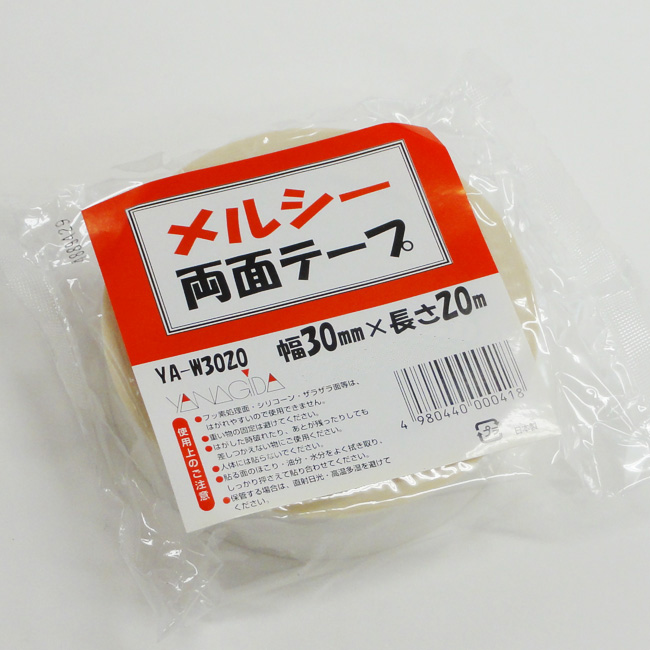 メルシー
両面テープ
YA-W3020
幅30mm×長さ20m
YANAGIDA
使用上のご注意
●フッ素処理面・シリコーン・ザラザラ面等は、
はがれやすいので使用できません。
●重い物の固定は避けてください。
●はがした時破れたり、あとが残ったりしても
差しつかえない物にご使用ください。
●人体には貼らないでください。
●貼る面のほこり・油分・水分をよく拭き取り、
しっかり押さえて貼り合わせてください。
●保管する場合は、直射日光・高温多湿を避けて
ください。
4 980440 000418
日本製